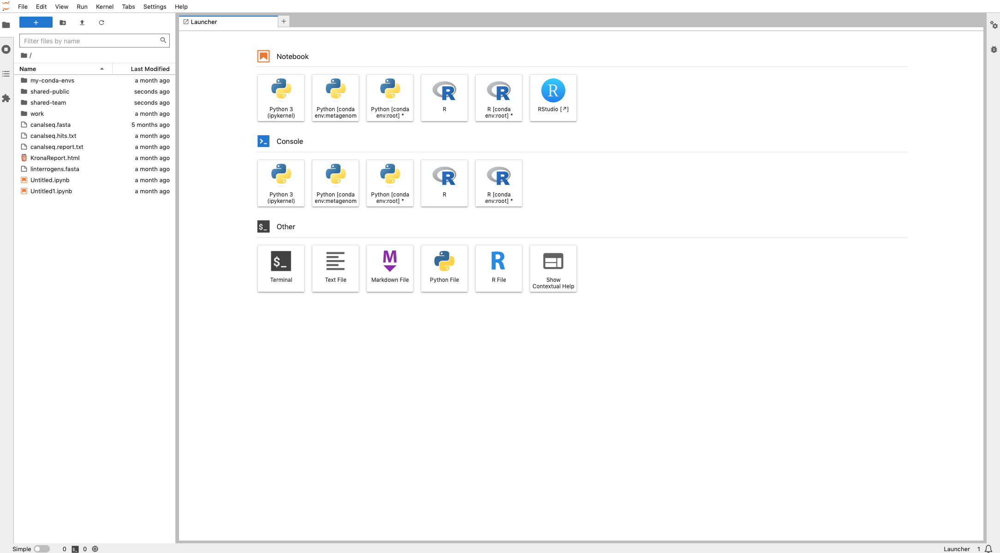 File Edit View Run Kernel Tabs Settings Help
+
Filter files by name
/
Name Last Modified
my-conda-envs a month ago
shared-public seconds ago
shared-team seconds ago
work a month ago
canalseq.fasta 5 months ago
canalseq.hits.txt a month ago
canalseq.report.txt a month ago
KronaReport.html a month ago
linterrogens.fasta a month ago
Untitled.ipynb a month ago
Untitled1.ipynb a month ago
Launcher +
Notebook
Python 3
(ipykernel)
Python [conda
env:metagenom
Python [conda
env:root] *
R
R [conda
env:root] *
RStudio [↗]
Console
Python 3
(ipykernel)
Python [conda
env:metagenom
Python [conda
env:root] *
R
R [conda
env:root] *
$_ Other
$_
Terminal
Text File
M
Markdown File
Python File
R
R File
Show
Contextual Help
Simple 0 $_ 0
Launcher 1